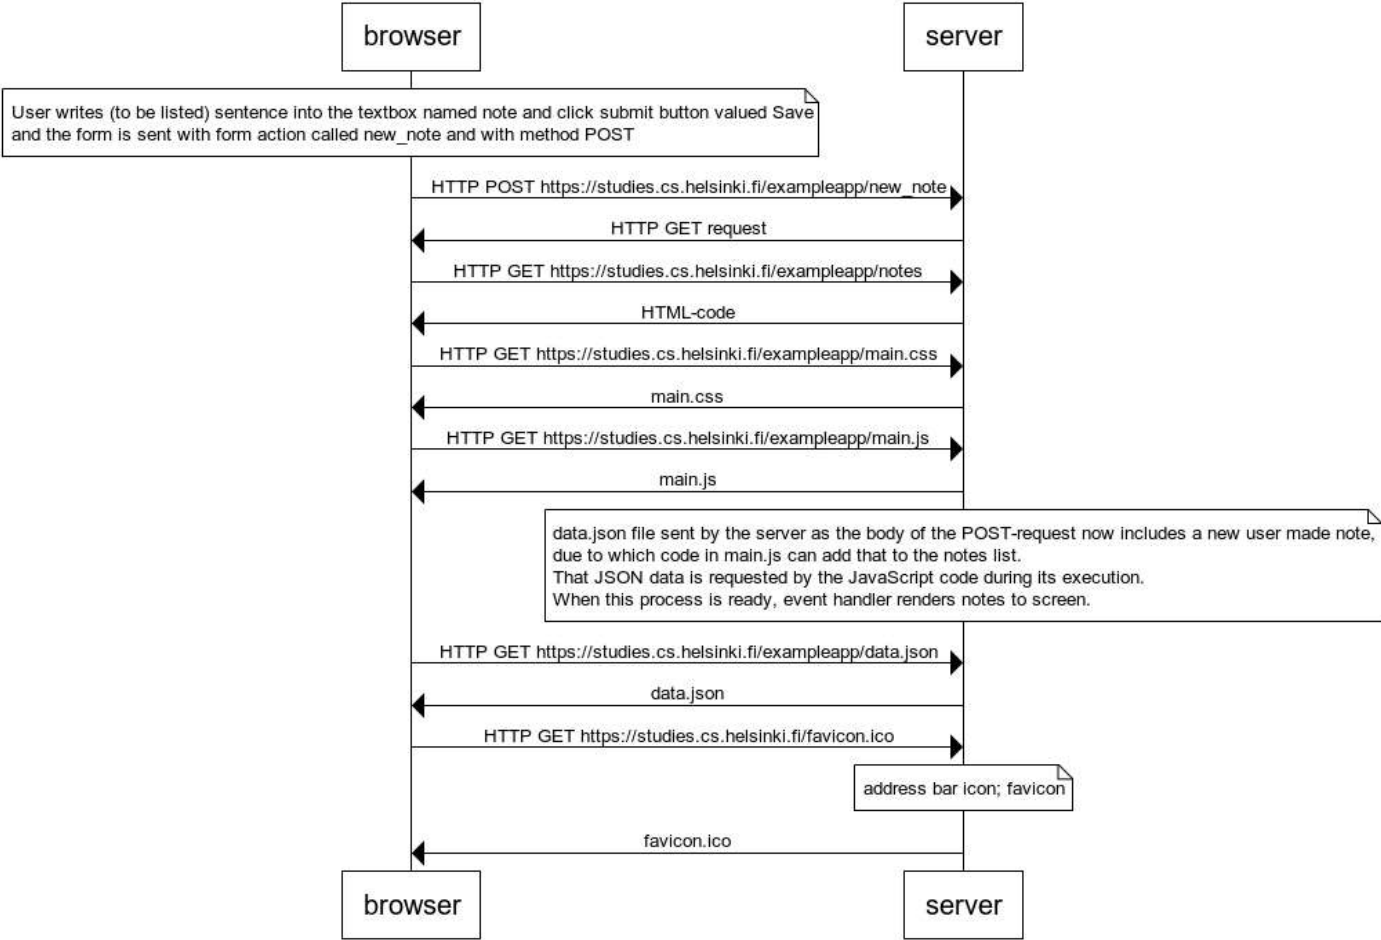 browser
server
User writes (to be listed) sentence into the textbox named note and click submit button valued Save
and the form is sent with form action called new_note and with method POST
HTTP POST https://studies.cs.helsinki.fi/exampleapp/new_note
HTTP GET request
HTTP GET https://studies.cs.helsinki.fi/exampleapp/notes
HTML-code
HTTP GET https://studies.cs.helsinki.fi/exampleapp/main.css
main.css
HTTP GET https://studies.cs.helsinki.fi/exampleapp/main.js
main.js
data.json file sent by the server as the body of the POST-request now includes a new user made note,
due to which code in main.js can add that to the notes list.
That JSON data is requested by the JavaScript code during its execution.
When this process is ready, event handler renders notes to screen.
HTTP GET https://studies.cs.helsinki.fi/exampleapp/data.json
data.json
HTTP GET https://studies.cs.helsinki.fi/favicon.ico
address bar icon; favicon
favicon.ico
browser
server